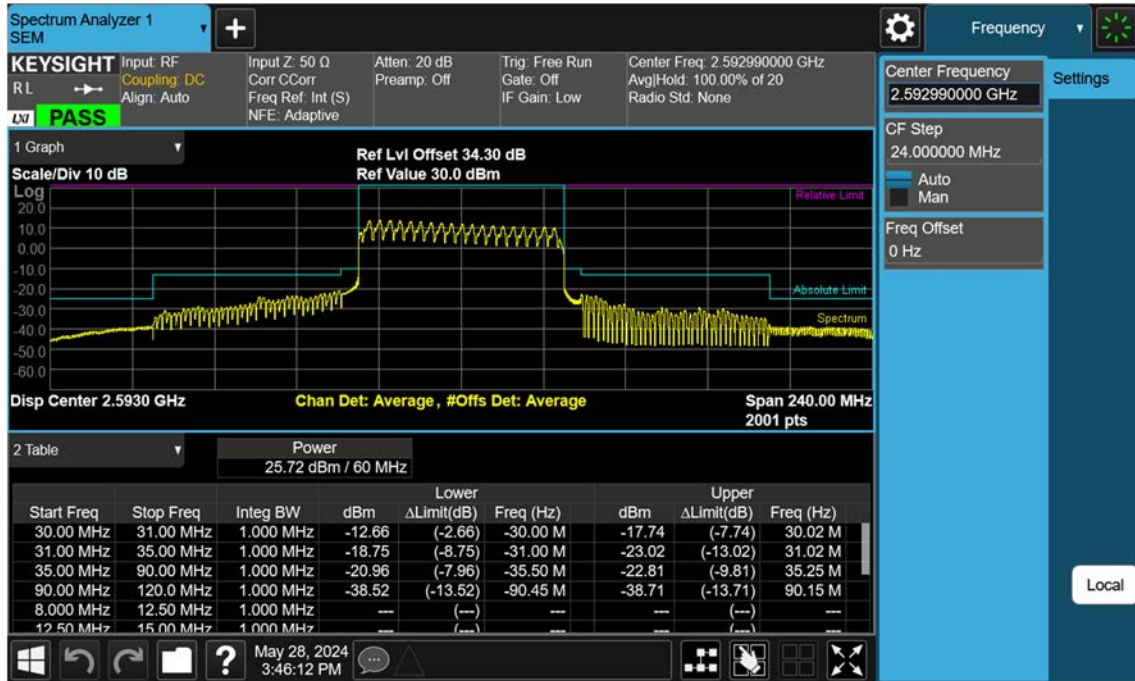 Spectrum Analyzer 1
SEM
Frequency
KEYSIGHT
R L
LXI PASS
Input: RF
Coupling: DC
Align: Auto
Input Z: 50 Ω
Corr CCorr
Freq Ref: Int (S)
NFE: Adaptive
Atten: 20 dB
Preamp: Off
Trig: Free Run
Gate: Off
IF Gain: Low
Center Freq: 2.592990000 GHz
Avg|Hold: 100.00% of 20
Radio Std: None
Center Frequency
2.592990000 GHz
Settings
CF Step
24.000000 MHz
Auto
Man
Freq Offset
0 Hz
Local
1 Graph
Scale/Div 10 dB
Ref Lvl Offset 34.30 dB
Ref Value 30.0 dBm
Log
20.0
10.0
0.00
-10.0
-20.0
-30.0
-40.0
-50.0
-60.0
Relative Limit
Absolute Limit
Spectrum
Disp Center 2.5930 GHz
Chan Det: Average, #Offs Det: Average
Span 240.00 MHz
2001 pts
2 Table
Power
25.72 dBm / 60 MHz
Lower Upper
Start Freq Stop Freq Integ BW dBm ΔLimit(dB) Freq (Hz) dBm ΔLimit(dB) Freq (Hz)
30.00 MHz 31.00 MHz 1.000 MHz -12.66 (-2.66) -30.00 M -17.74 (-7.74) 30.02 M
31.00 MHz 35.00 MHz 1.000 MHz -18.75 (-8.75) -31.00 M -23.02 (-13.02) 31.02 M
35.00 MHz 90.00 MHz 1.000 MHz -20.96 (-7.96) -35.50 M -22.81 (-9.81) 35.25 M
90.00 MHz 120.0 MHz 1.000 MHz -38.52 (-13.52) -90.45 M -38.71 (-13.71) 90.15 M
8.000 MHz 12.50 MHz 1.000 MHz --- (---) --- --- (---) ---
12.50 MHz 15.00 MHz 1.000 MHz --- (---) --- --- (---) ---
?
May 28, 2024
3:46:12 PM